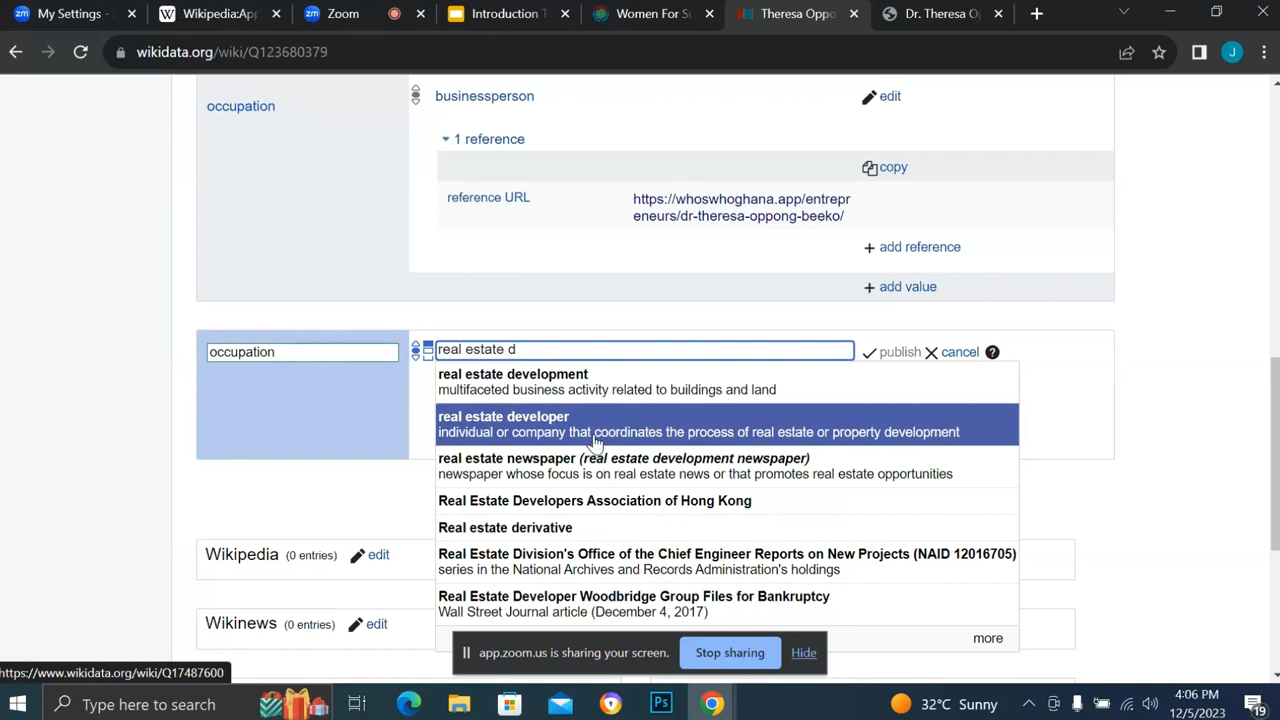 My Settings -
Wikipedia:App
Zoom
Introduction T
Women For Su
Theresa Oppo
Dr. Theresa O
wikidata.org/wiki/Q123680379
J
occupation
businessperson
edit
1 reference
copy
reference URL
https://whoswhoghana.app/entrepr
eneurs/dr-theresa-oppong-beeko/
+ add reference
+ add value
occupation
real estate d
publish
cancel
?
real estate development
multifaceted business activity related to buildings and land
real estate developer
individual or company that coordinates the process of real estate or property development
real estate newspaper (real estate development newspaper)
newspaper whose focus is on real estate news or that promotes real estate opportunities
Real Estate Developers Association of Hong Kong
Real estate derivative
Real Estate Division's Office of the Chief Engineer Reports on New Projects (NAID 12016705)
series in the National Archives and Records Administration's holdings
Real Estate Developer Woodbridge Group Files for Bankruptcy
Wall Street Journal article (December 4, 2017)
more
Wikipedia (0 entries)
edit
Wikinews (0 entries)
edit
app.zoom.us is sharing your screen.
Stop sharing
Hide
https://www.wikidata.org/wiki/Q17487600
Type here to search
Ps
32°C Sunny
4:06 PM
12/5/2023
19